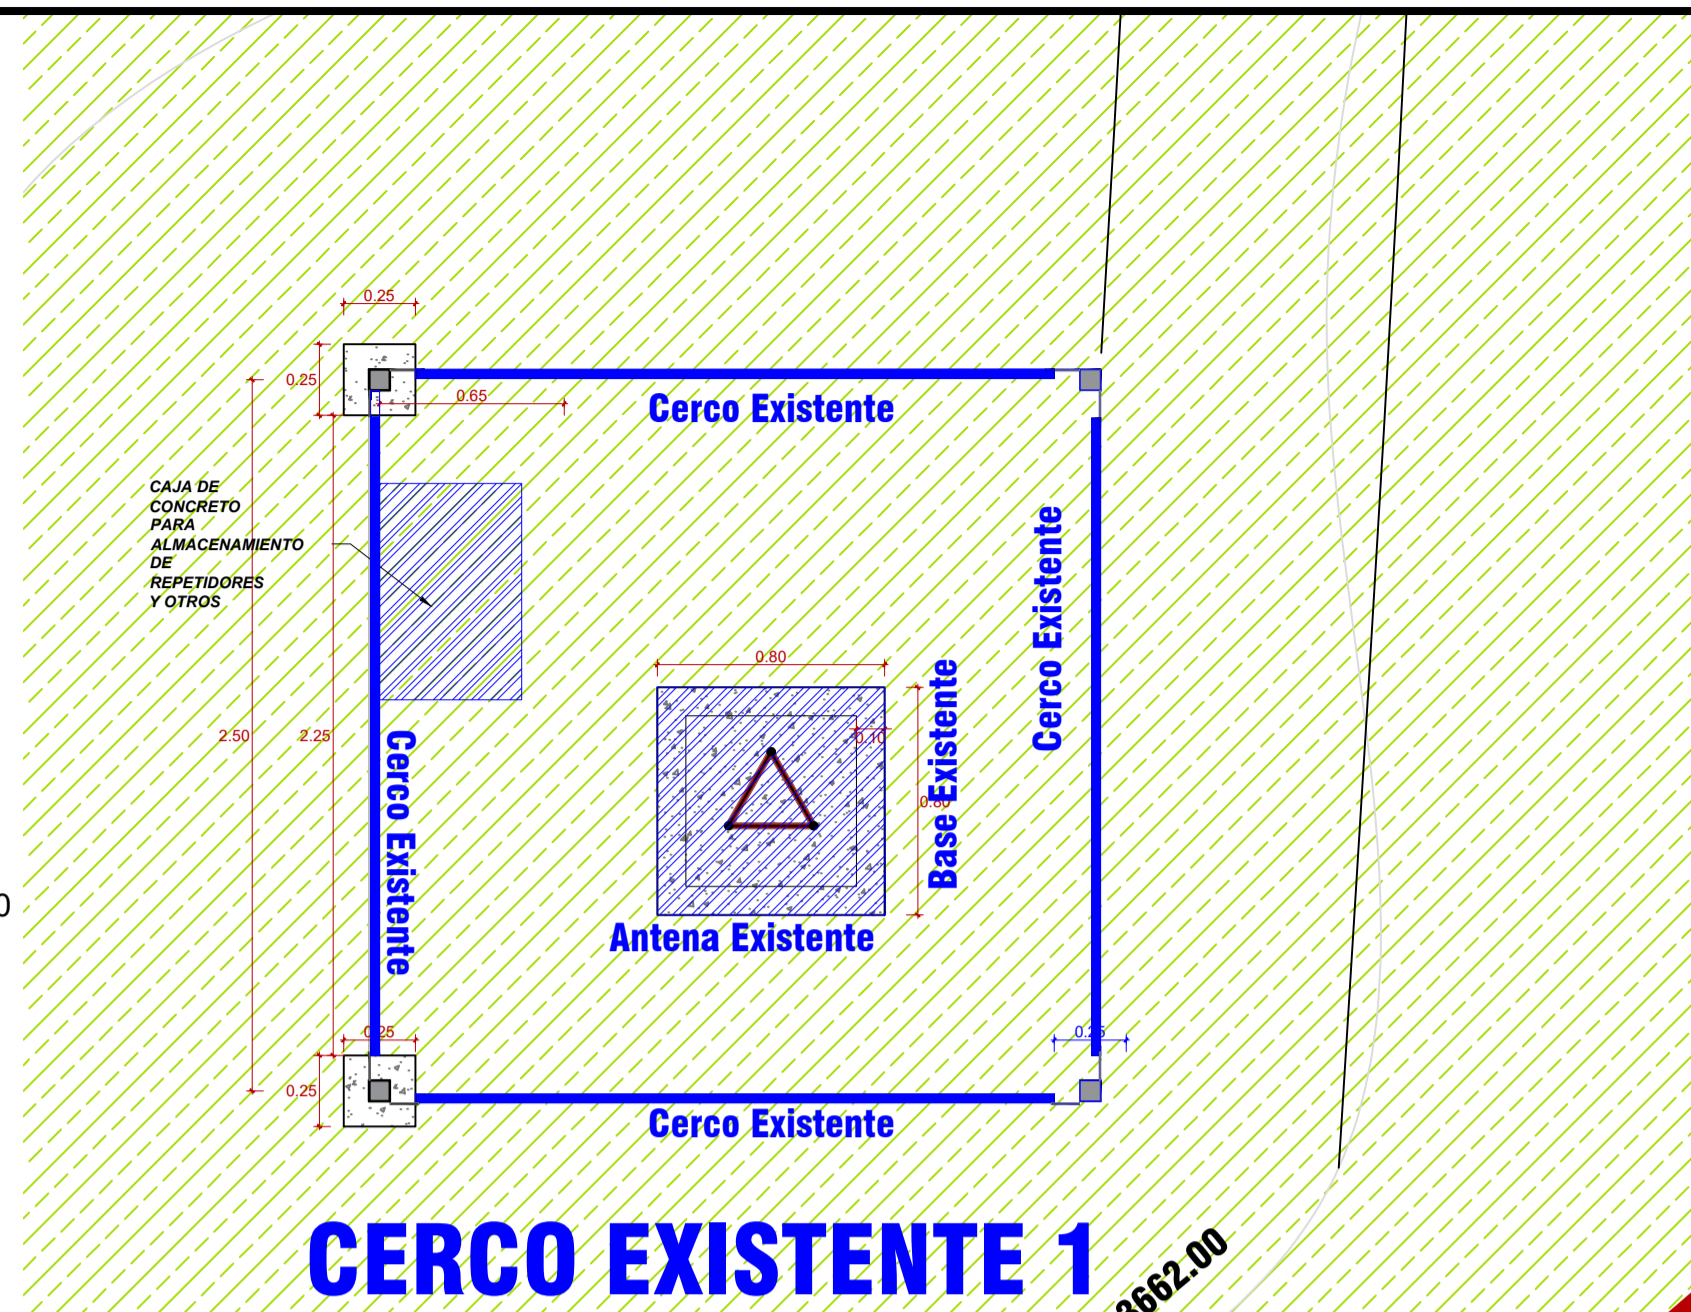 0.25
0.25
0.65
Cerco Existente
CAJA DE
CONCRETO
PARA
ALMACENAMIENTO
DE
REPETIDORES
Y OTROS
Cerco Existente
0.80
Base Existente
2.50
2.25
Cerco Existente
0.10
0.80
0
Antena Existente
0.25
0.25
0.25
Cerco Existente
CERCO EXISTENTE 1
3662.00